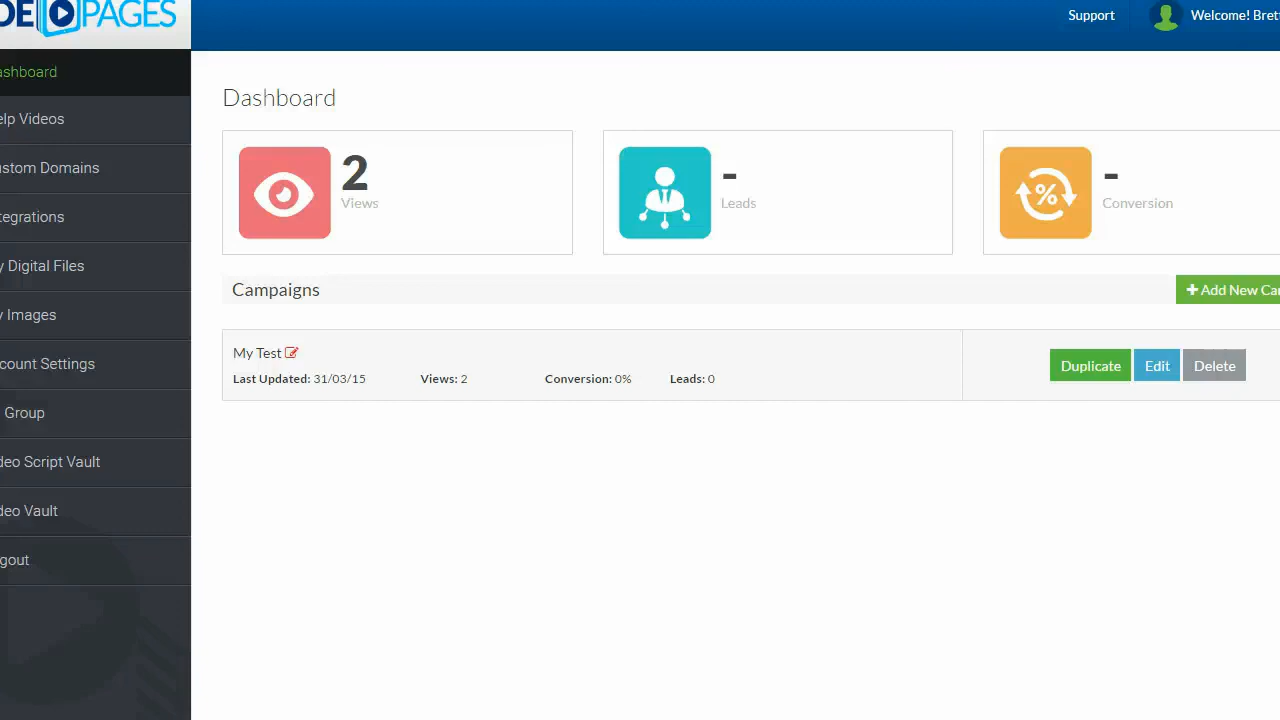 DEO PAGES
Support
Welcome! Bret
ashboard
elp Videos
ustom Domains
tegrations
y Digital Files
y Images
count Settings
Group
deo Script Vault
deo Vault
gout
Dashboard
2
Views
-
Leads
%
-
Conversion
Campaigns
+ Add New Ca
My Test
Last Updated: 31/03/15
Views: 2
Conversion: 0%
Leads: 0
Duplicate
Edit
Delete